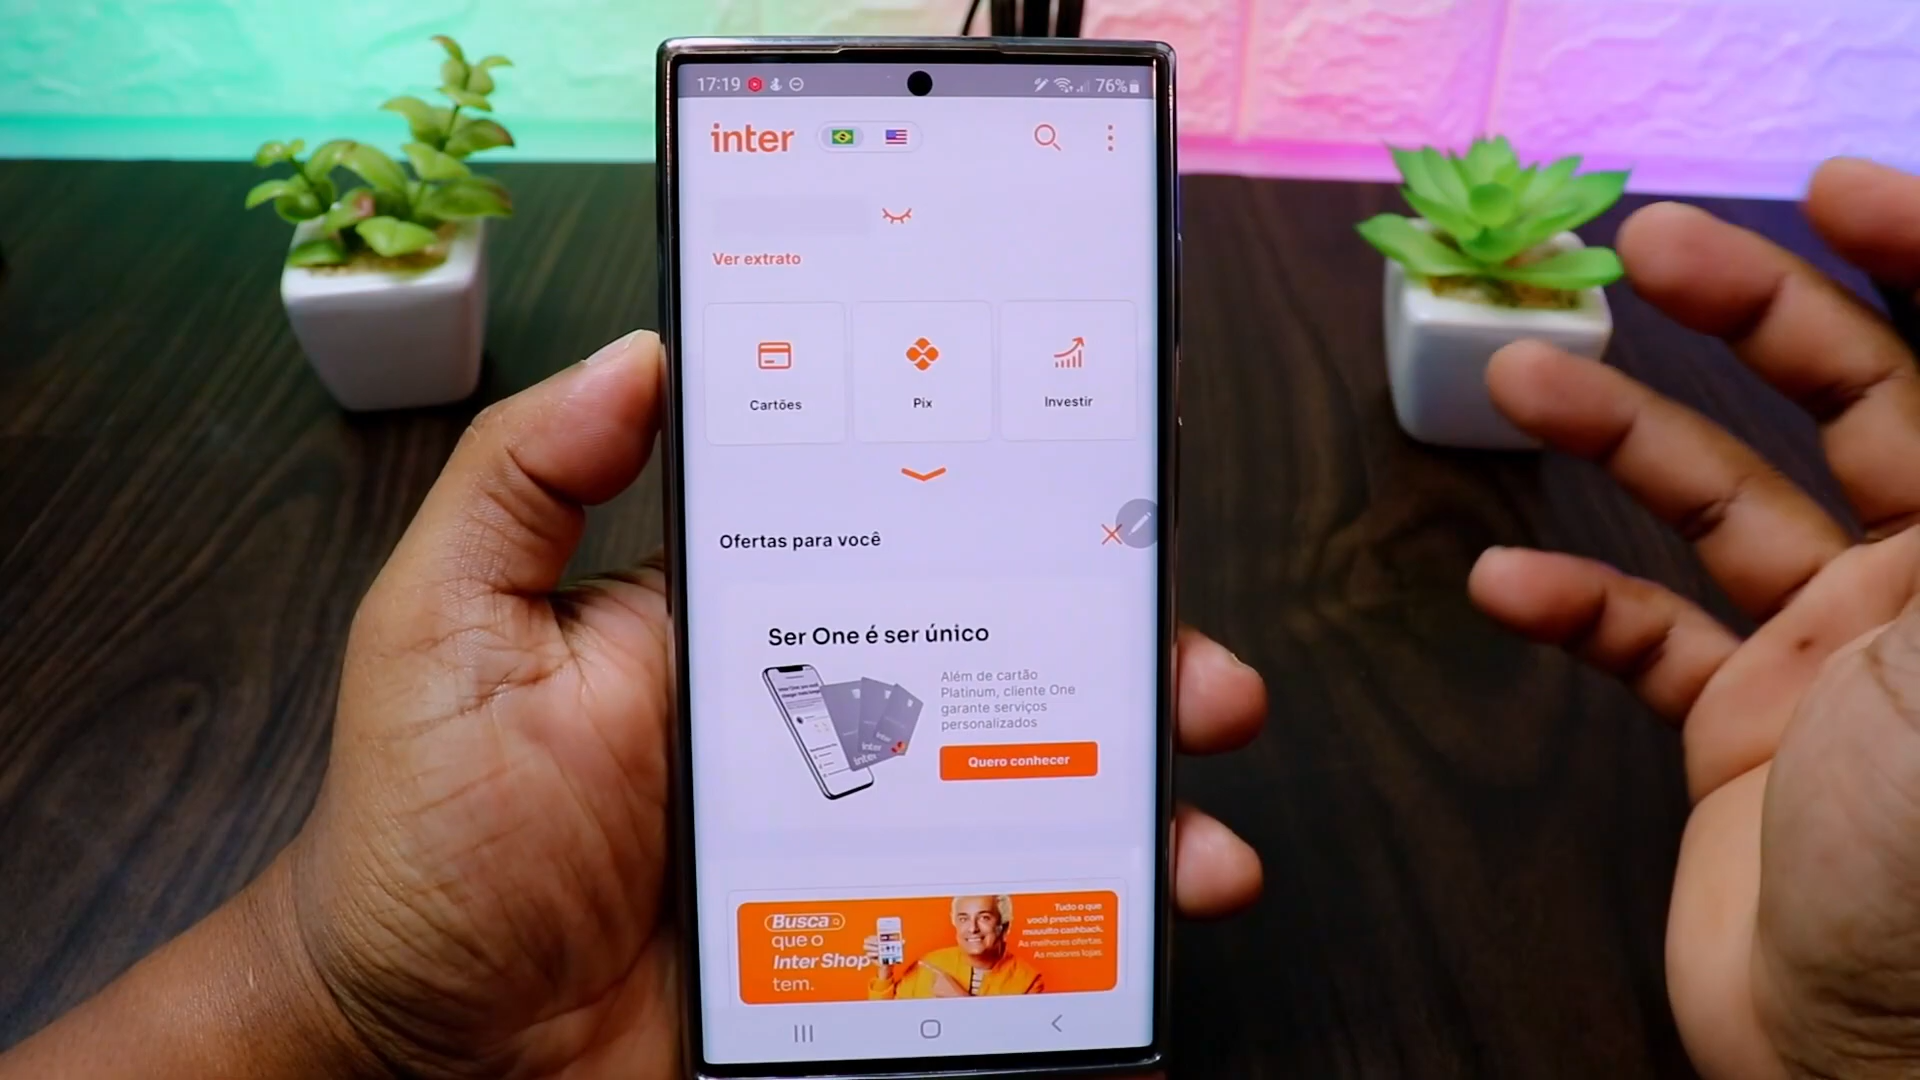 17:19
76%
inter
Ver extrato
Cartões
Pix
Investir
Ofertas para você
Ser One é ser único
Além de cartão
Platinum, cliente One
garante serviços
personalizados
Quero conhecer
inter
inter
Busca
que o
Inter Shop
tem.
Tudo o que
você precisa com
muuuito cashback.
As melhores ofertas.
As maiores lojas.